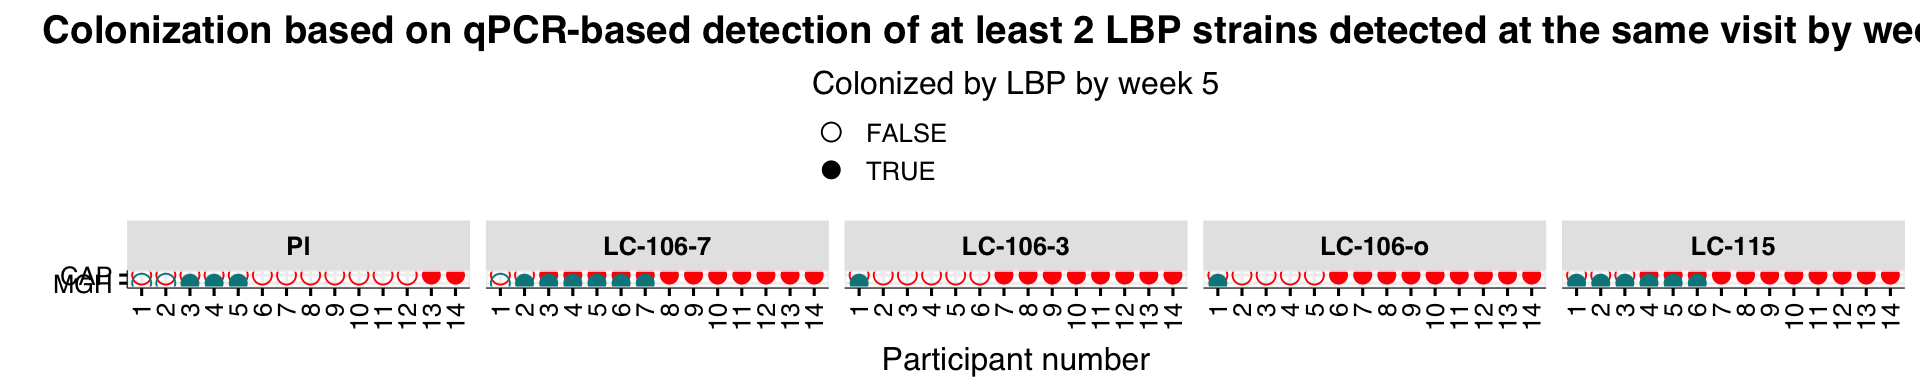 Colonization based on qPCR-based detection of at least 2 LBP strains detected at the same visit by wee
Colonized by LBP by week 5
FALSE
TRUE
PI LC-106-7 LC-106-3 LC-106-o LC-115
CAP
MGH
1 2 3 4 5 6 7 8 9 10 11 12 13 14 1 2 3 4 5 6 7 8 9 10 11 12 13 14 1 2 3 4 5 6 7 8 9 10 11 12 13 14 1 2 3 4 5 6 7 8 9 10 11 12 13 14 1 2 3 4 5 6 7 8 9 10 11 12 13 14
Participant number